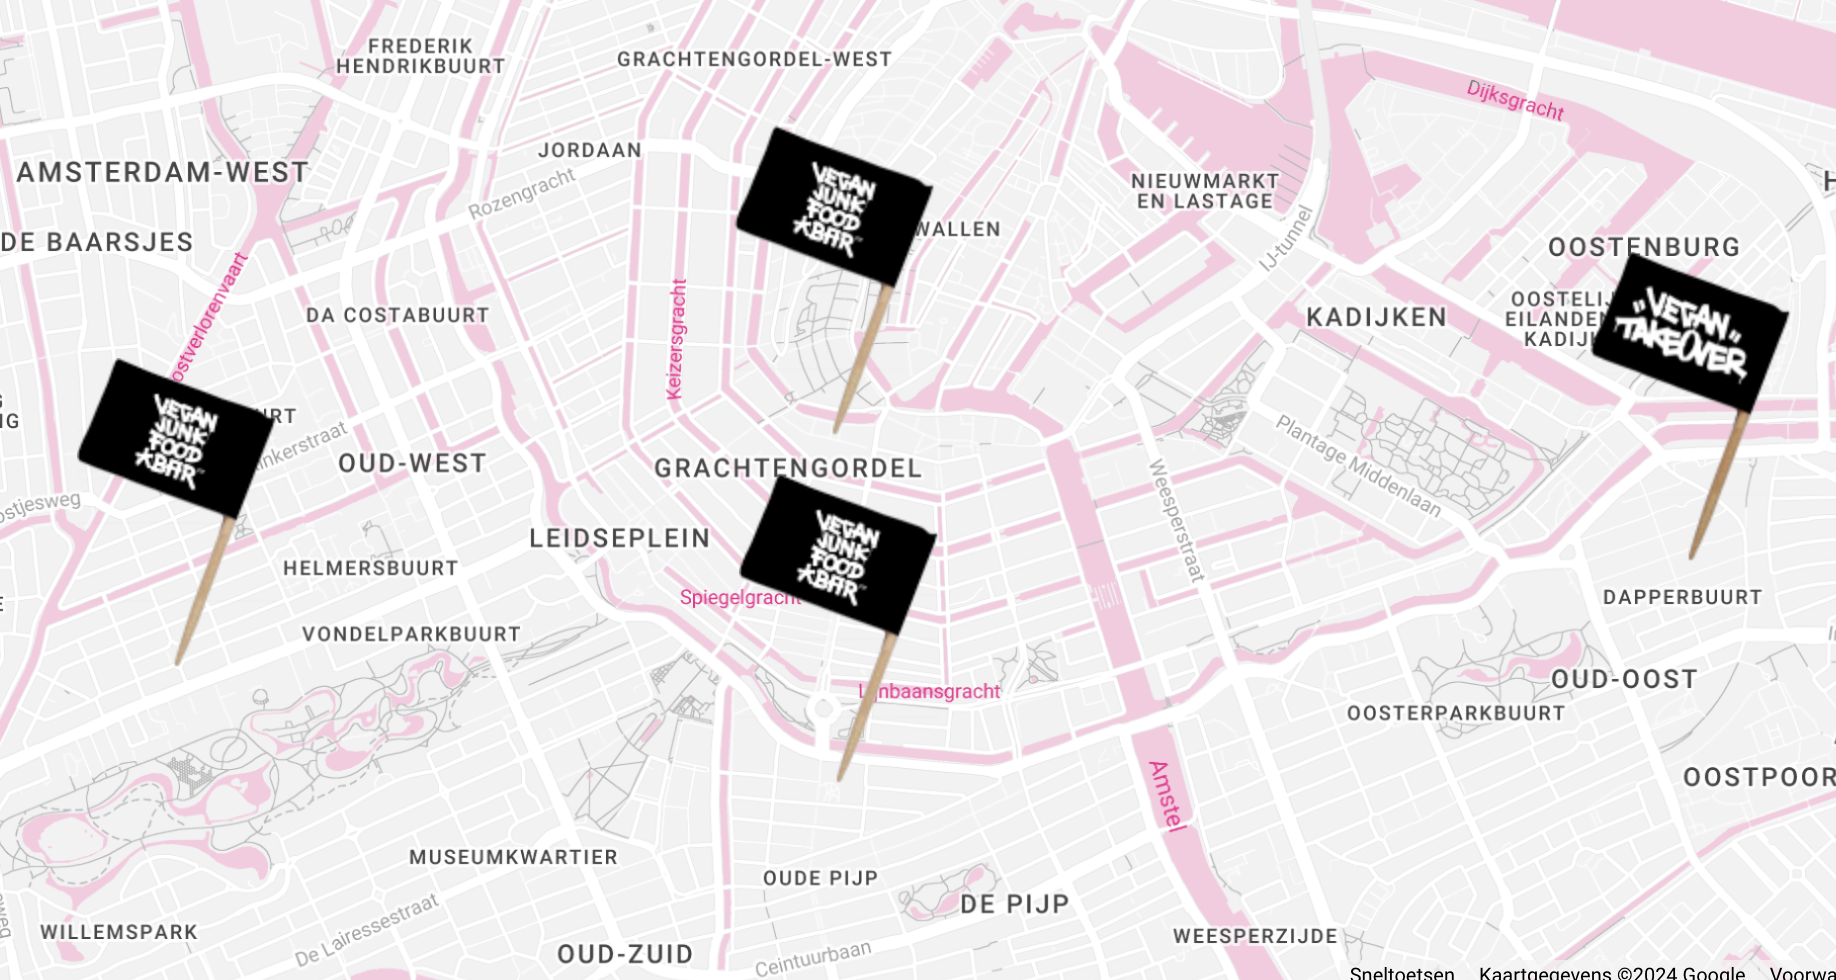 FREDERIK
HENDRIKBUURT
GRACHTENGORDEL-WEST
Dijksgracht
JORDAAN
AMSTERDAM-WEST
Rozengracht
VEGAN
JUNK
FOOD
BAR
NIEUWMARKT
EN LASTAGE
WALLEN
DE BAARSJES
IJ-tunnel
OOSTENBURG
DA COSTABUURT
Keizersgracht
KADIJKEN
OOSTELIJ
EILANDEN
KADIJ
"VEGAN"
TAKEOVER
ostverlorenvaart
VEGAN
JUNK
FOOD
BAR
URT
inkerstraat
OUD-WEST
GRACHTENGORDEL
Plantage Middenlaan
Weesperstraat
ostjesweg
LEIDSEPLEIN
VEGAN
JUNK
FOOD
BAR
HELMERSBUURT
Spiegelgracht
DAPPERBUURT
VONDELPARKBUURT
Lijnbaansgracht
OUD-OOST
OOSTERPARKBUURT
Amstel
OOSTPOOR
MUSEUMKWARTIER
OUDE PIJP
DE PIJP
WILLEMSPARK
De Lairessestraat
OUD-ZUID
Ceintuurbaan
WEESPERZIJDE
Sneltoetsen
Kaartgegevens ©2024 Google
Voorwa